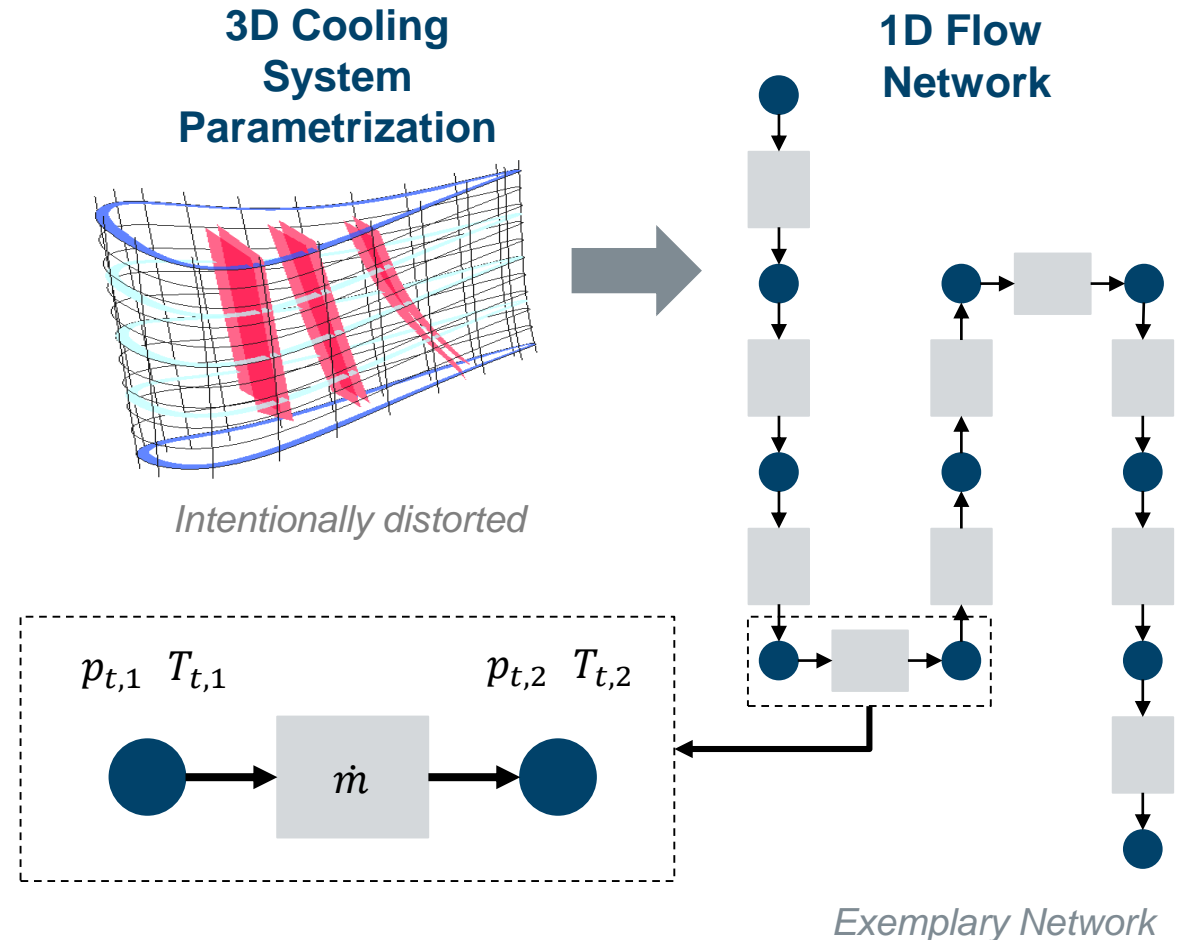 3D Cooling
System
Parametrization
1D Flow
Network
Intentionally distorted
p_{t,1} T_{t,1}
p_{t,2} T_{t,2}
ṁ
Exemplary Network